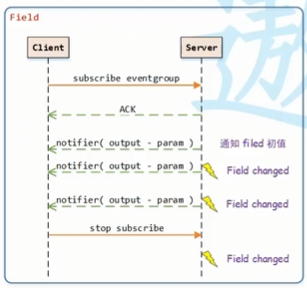 Field
Client
Server
subscribe eventgroup
ACK
notifier( output - param )
通知 filed 初值
notifier( output - param )
Field changed
notifier( output - param )
Field changed
stop subscribe
Field changed